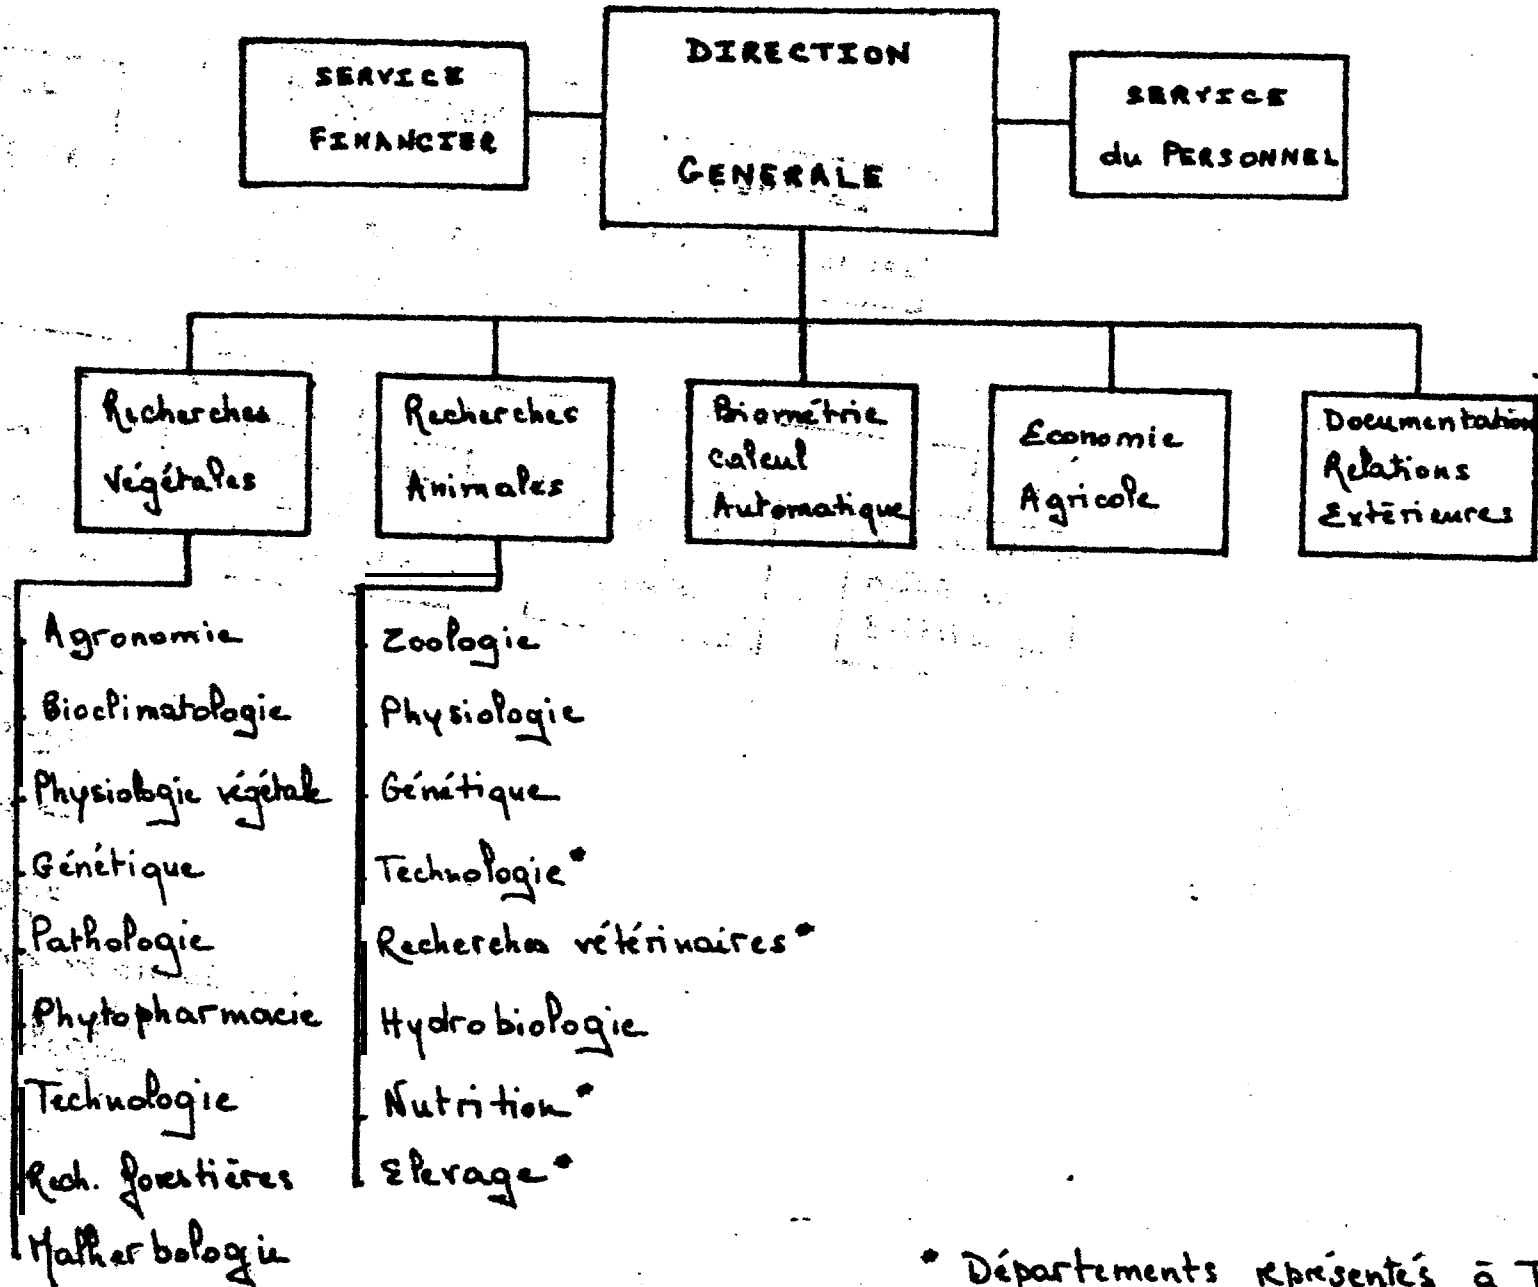 SERVICE
FINANCIER
DIRECTION
GENERALE
SERVICE
du PERSONNEL
Recherches
Végétales
Recherches
Animales
Biométrie
Calcul
Automatique
Economie
Agricole
Documentation
Relations
Extérieures
Agronomie
Bioclimatologie
Physiologie végétale
Génétique
Pathologie
Phytopharmacie
Technologie
Rech. forestières
Malherbologie
Zoologie
Physiologie
Génétique
Technologie*
Recherches vétérinaires*
Hydrobiologie
Nutrition*
Elevage*
* Départements représentés à